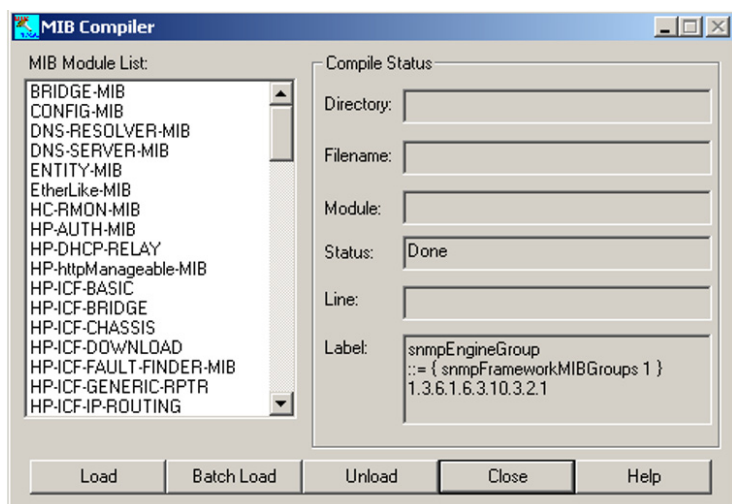 MIB Compiler
MIB Module List:
BRIDGE-MIB
CONFIG-MIB
DNS-RESOLVER-MIB
DNS-SERVER-MIB
ENTITY-MIB
EtherLike-MIB
HC-RMON-MIB
HP-AUTH-MIB
HP-DHCP-RELAY
HP-httpManageable-MIB
HP-ICF-BASIC
HP-ICF-BRIDGE
HP-ICF-CHASSIS
HP-ICF-DOWNLOAD
HP-ICF-FAULT-FINDER-MIB
HP-ICF-GENERIC-RPTR
HP-ICF-IP-ROUTING
Compile Status
Directory:
Filename:
Module:
Status: Done
Line:
Label: snmpEngineGroup
::= { snmpFrameworkMIBGroups 1 }
1.3.6.1.6.3.10.3.2.1
Load Batch Load Unload Close Help